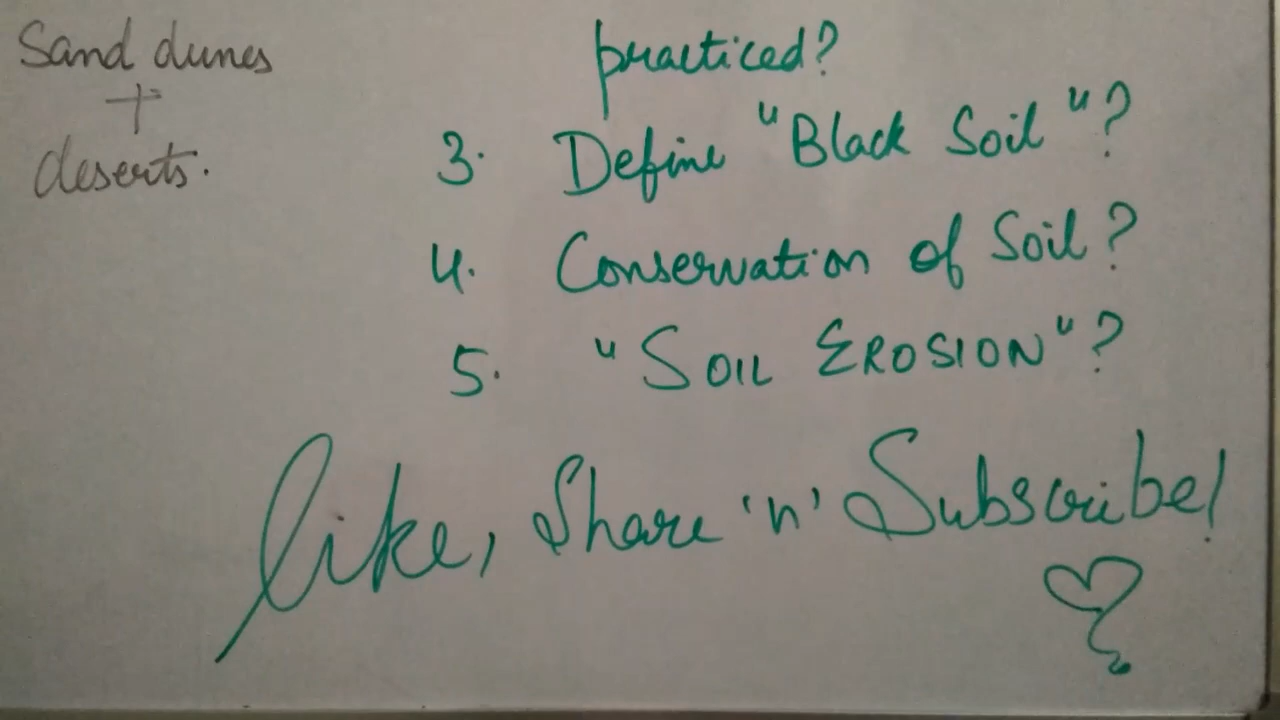 Sand dunes
+
deserts.
practiced?
3. Define "Black Soil"?
4. Conservation of Soil?
5. "SOIL EROSION"?
like, Share 'n' Subscribe!